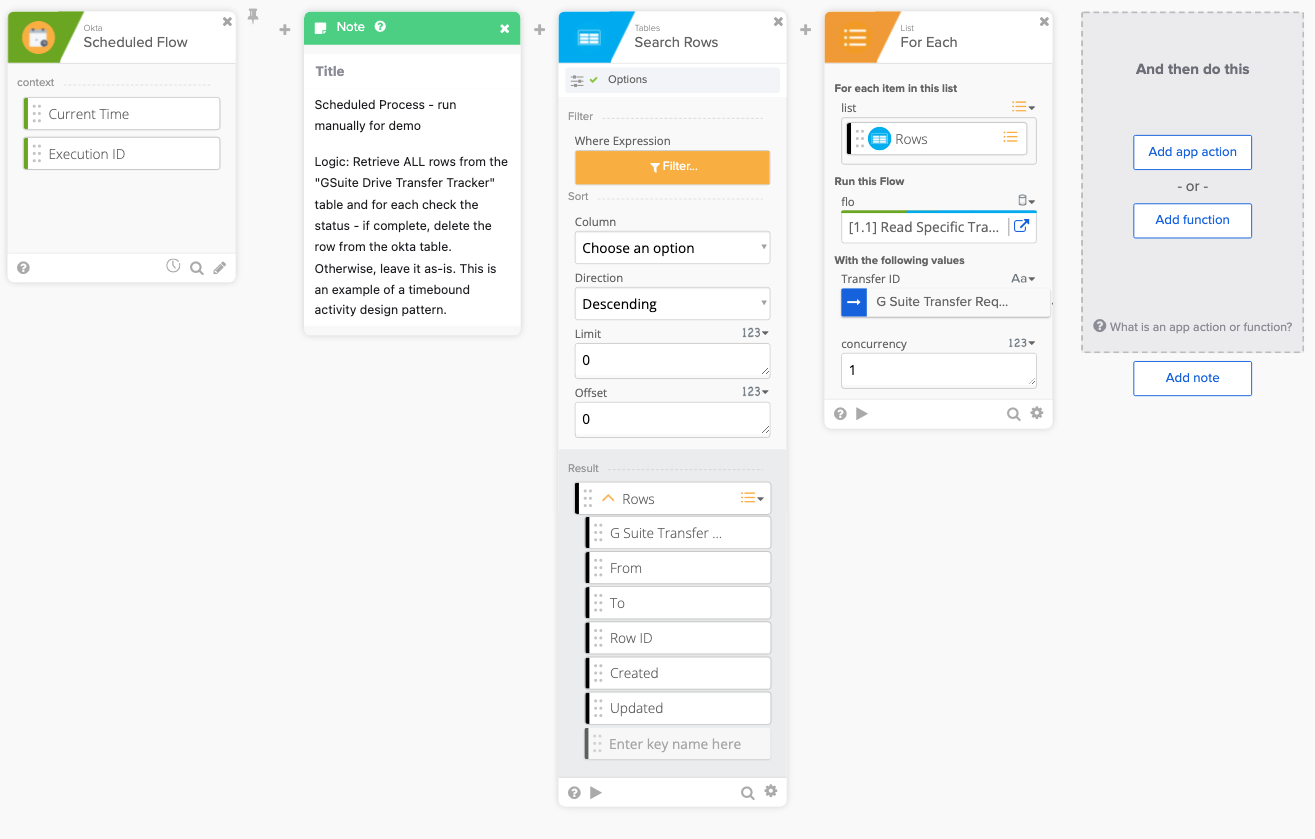 Okta
Scheduled Flow
context
Current Time
Execution ID
Note
Title
Scheduled Process - run
manually for demo
Logic: Retrieve ALL rows from the
"GSuite Drive Transfer Tracker"
table and for each check the
status - if complete, delete the
row from the okta table.
Otherwise, leave it as-is. This is
an example of a timebound
activity design pattern.
Tables
Search Rows
Options
Filter
Where Expression
Filter...
Sort
Column
Choose an option
Direction
Descending
Limit
123
0
Offset
123
0
Result
Rows
G Suite Transfer ...
From
To
Row ID
Created
Updated
Enter key name here
List
For Each
For each item in this list
list
Rows
Run this Flow
flo
[1.1] Read Specific Tra...
With the following values
Transfer ID
Aa
G Suite Transfer Req...
concurrency
123
1
And then do this
Add app action
- or -
Add function
What is an app action or function?
Add note